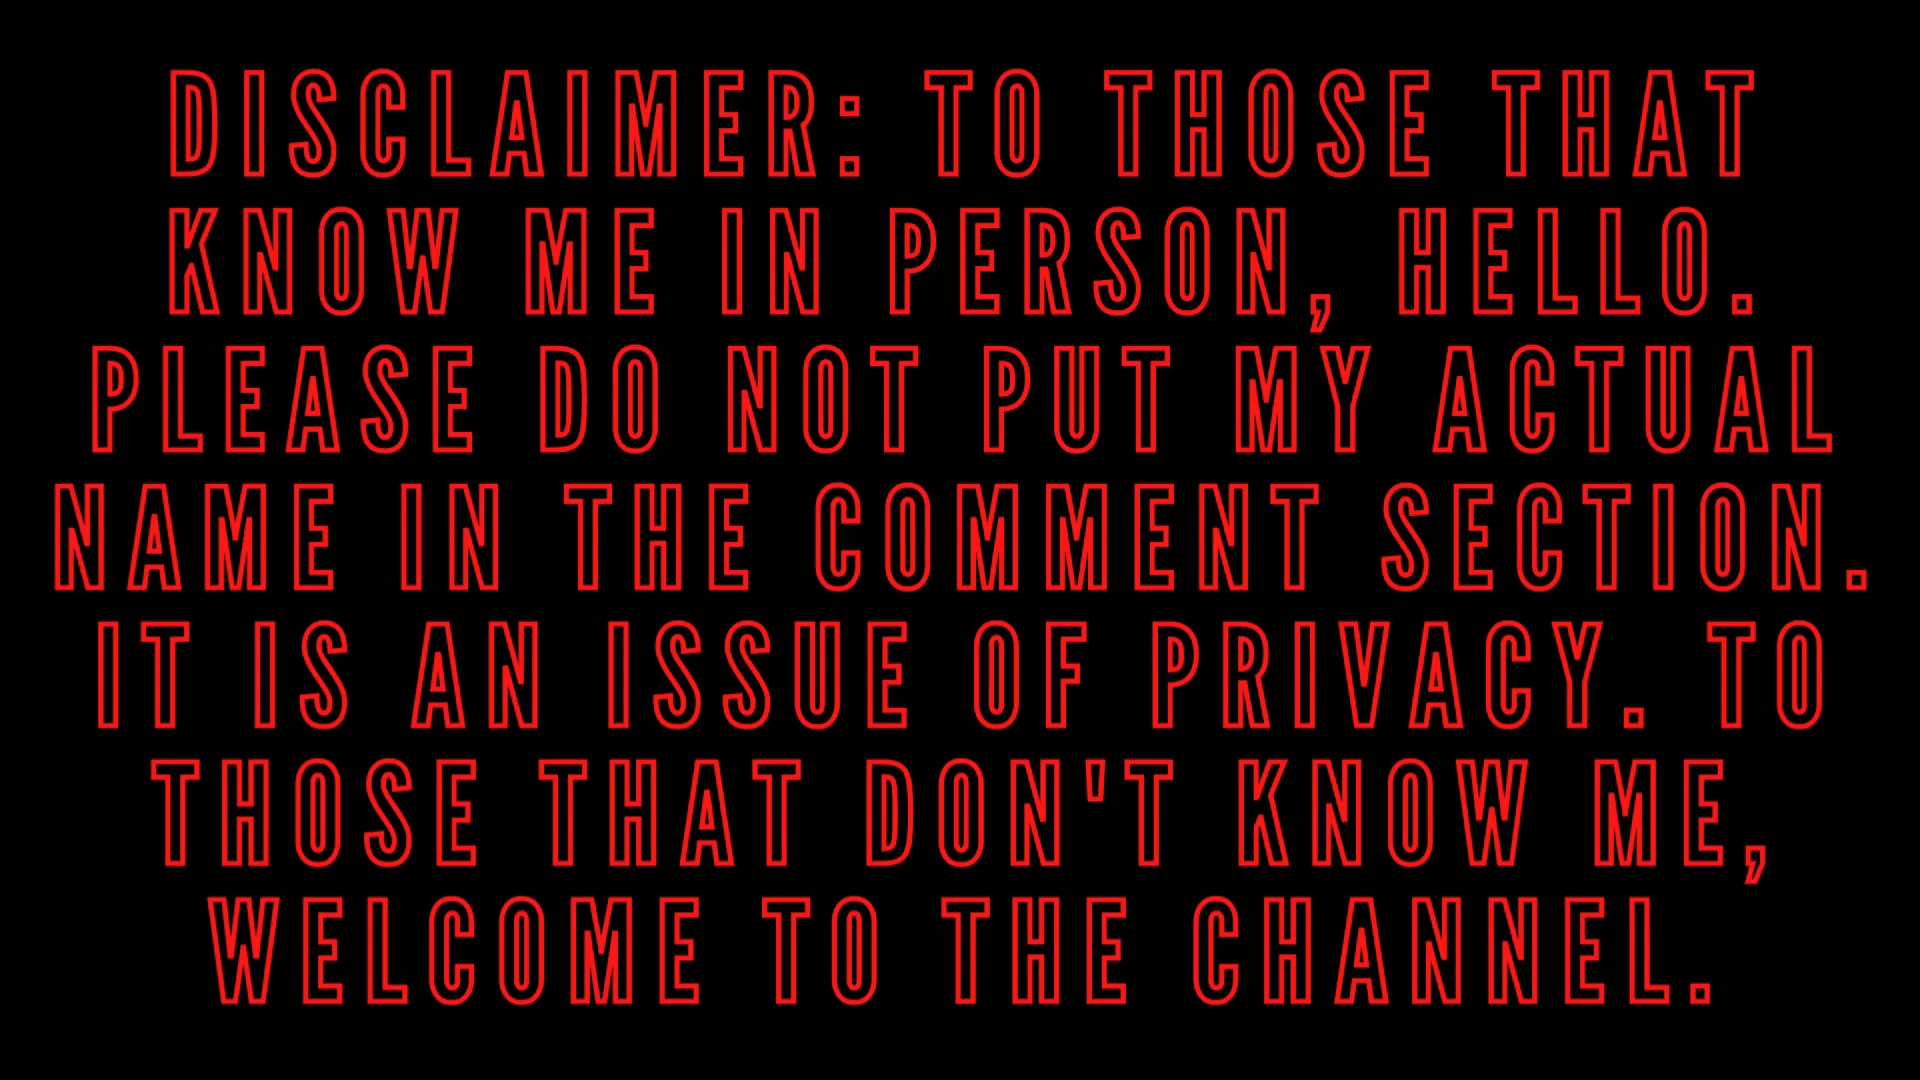 DISCLAIMER: TO THOSE THAT
KNOW ME IN PERSON, HELLO.
PLEASE DO NOT PUT MY ACTUAL
NAME IN THE COMMENT SECTION.
IT IS AN ISSUE OF PRIVACY. TO
THOSE THAT DON'T KNOW ME,
WELCOME TO THE CHANNEL.